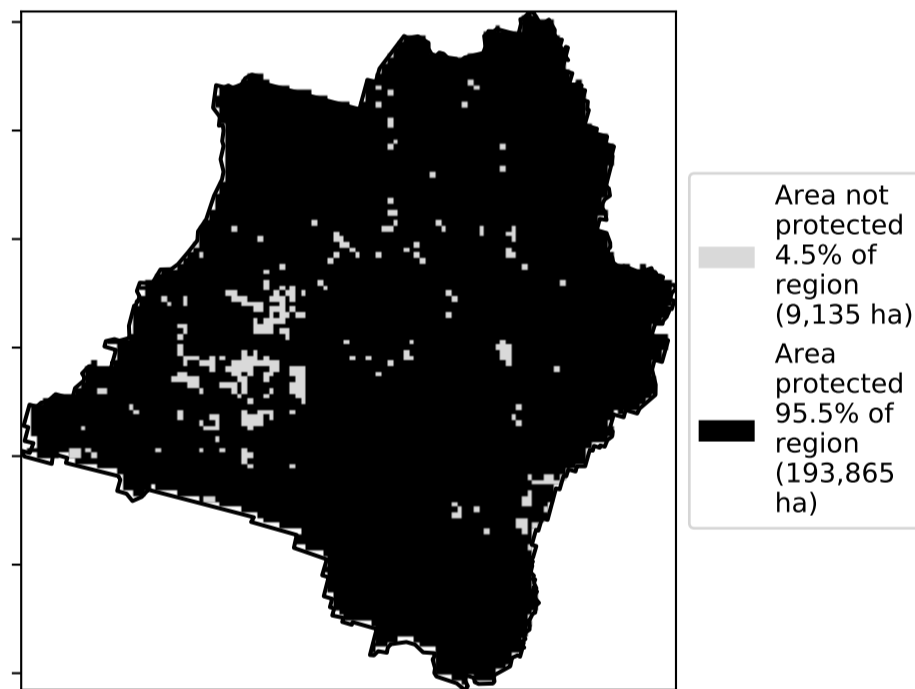 Area not
protected
4.5% of
region
(9,135 ha)
Area
protected
95.5% of
region
(193,865
ha)